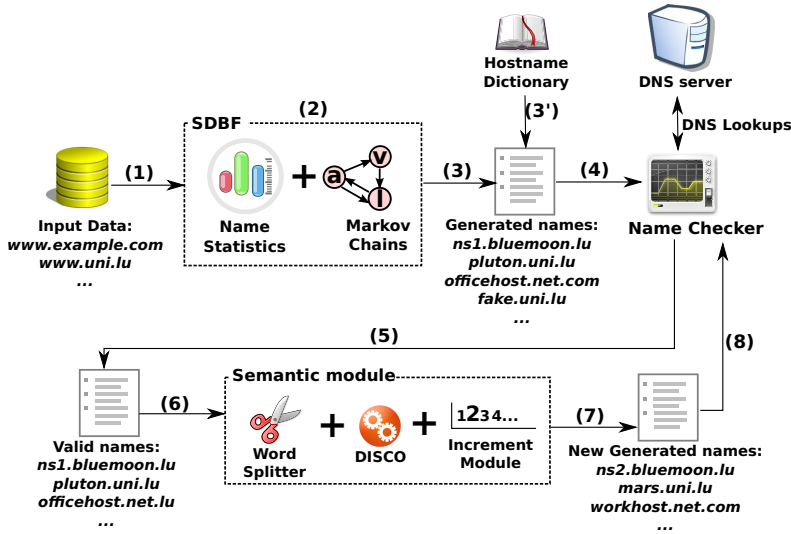 Hostname
Dictionary
DNS server
(3')
DNS Lookups
SDBF
(2)
(1)
a
v
l
Name
Statistics
Markov
Chains
(3)
(4)
Input Data:
www.example.com
www.uni.lu
...
Generated names:
ns1.bluemoon.lu
pluton.uni.lu
officehost.net.com
fake.uni.lu
...
Name Checker
(5)
(8)
Semantic module
(6)
Word
Splitter
DISCO
1234...
Increment
Module
(7)
Valid names:
ns1.bluemoon.lu
pluton.uni.lu
officehost.net.lu
...
New Generated names:
ns2.bluemoon.lu
mars.uni.lu
workhost.net.com
...